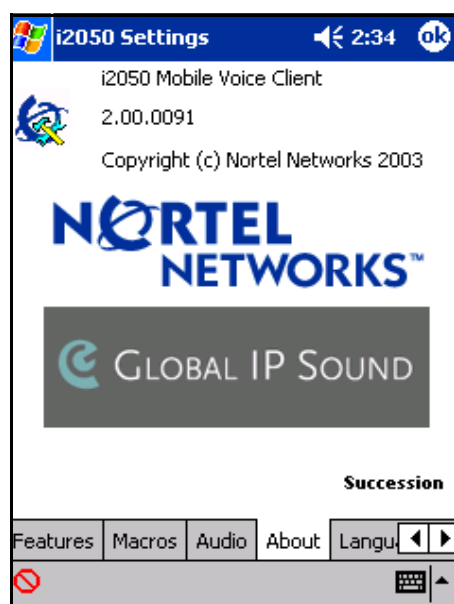 i2050 Settings 2:34 ok
i2050 Mobile Voice Client
2.00.0091
Copyright (c) Nortel Networks 2003
NORTEL
NETWORKS™
GLOBAL IP SOUND
Succession
Features Macros Audio About Langu